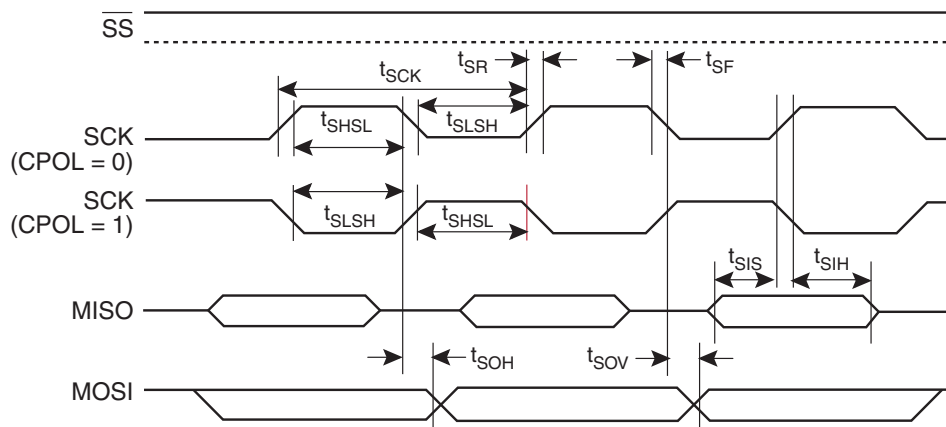 SS
tSCK
tSR
tSF
SCK
(CPOL = 0)
tSHSL
tSLSH
SCK
(CPOL = 1)
tSLSH
tSHSL
tSIS
tSIH
MISO
tSOH
tSOV
MOSI